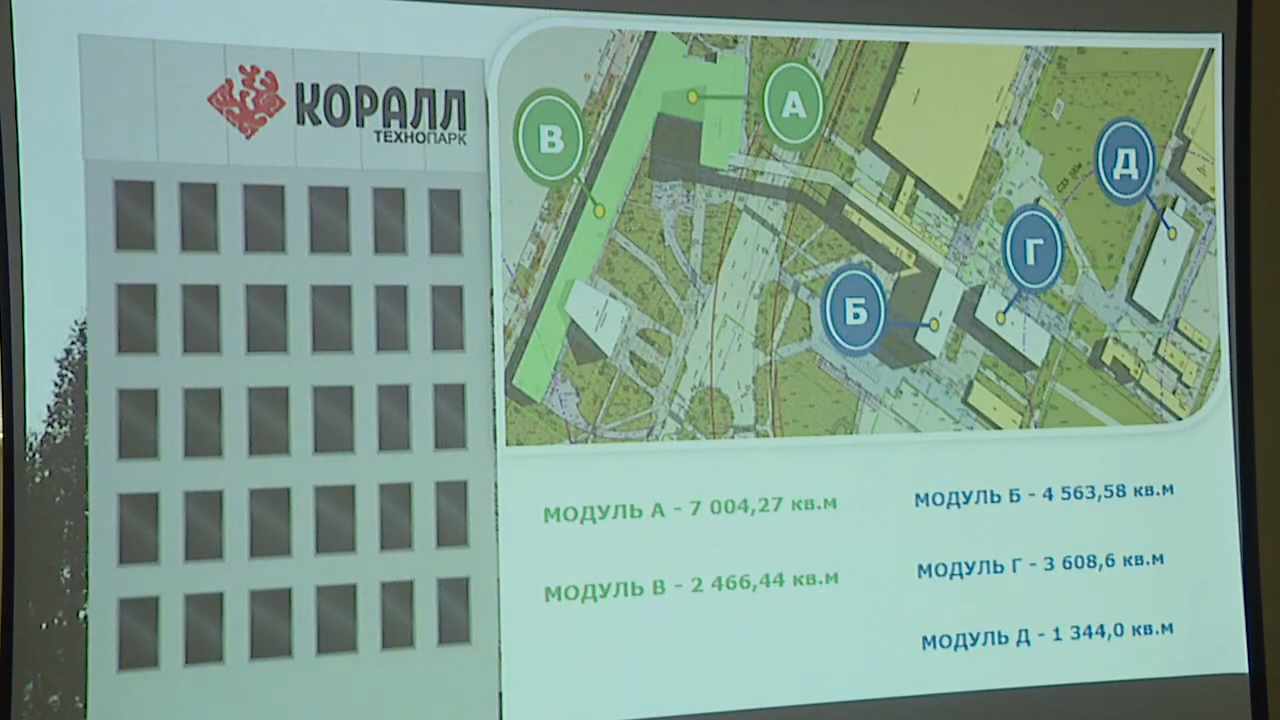 КОРАЛЛ
ТЕХНОПАРК
В
А
Д
Г
Б
МОДУЛЬ А - 7 004,27 кв.м
МОДУЛЬ В - 2 466,44 кв.м
МОДУЛЬ Б - 4 563,58 кв.м
МОДУЛЬ Г - 3 608,6 кв.м
МОДУЛЬ Д - 1 344,0 кв.м